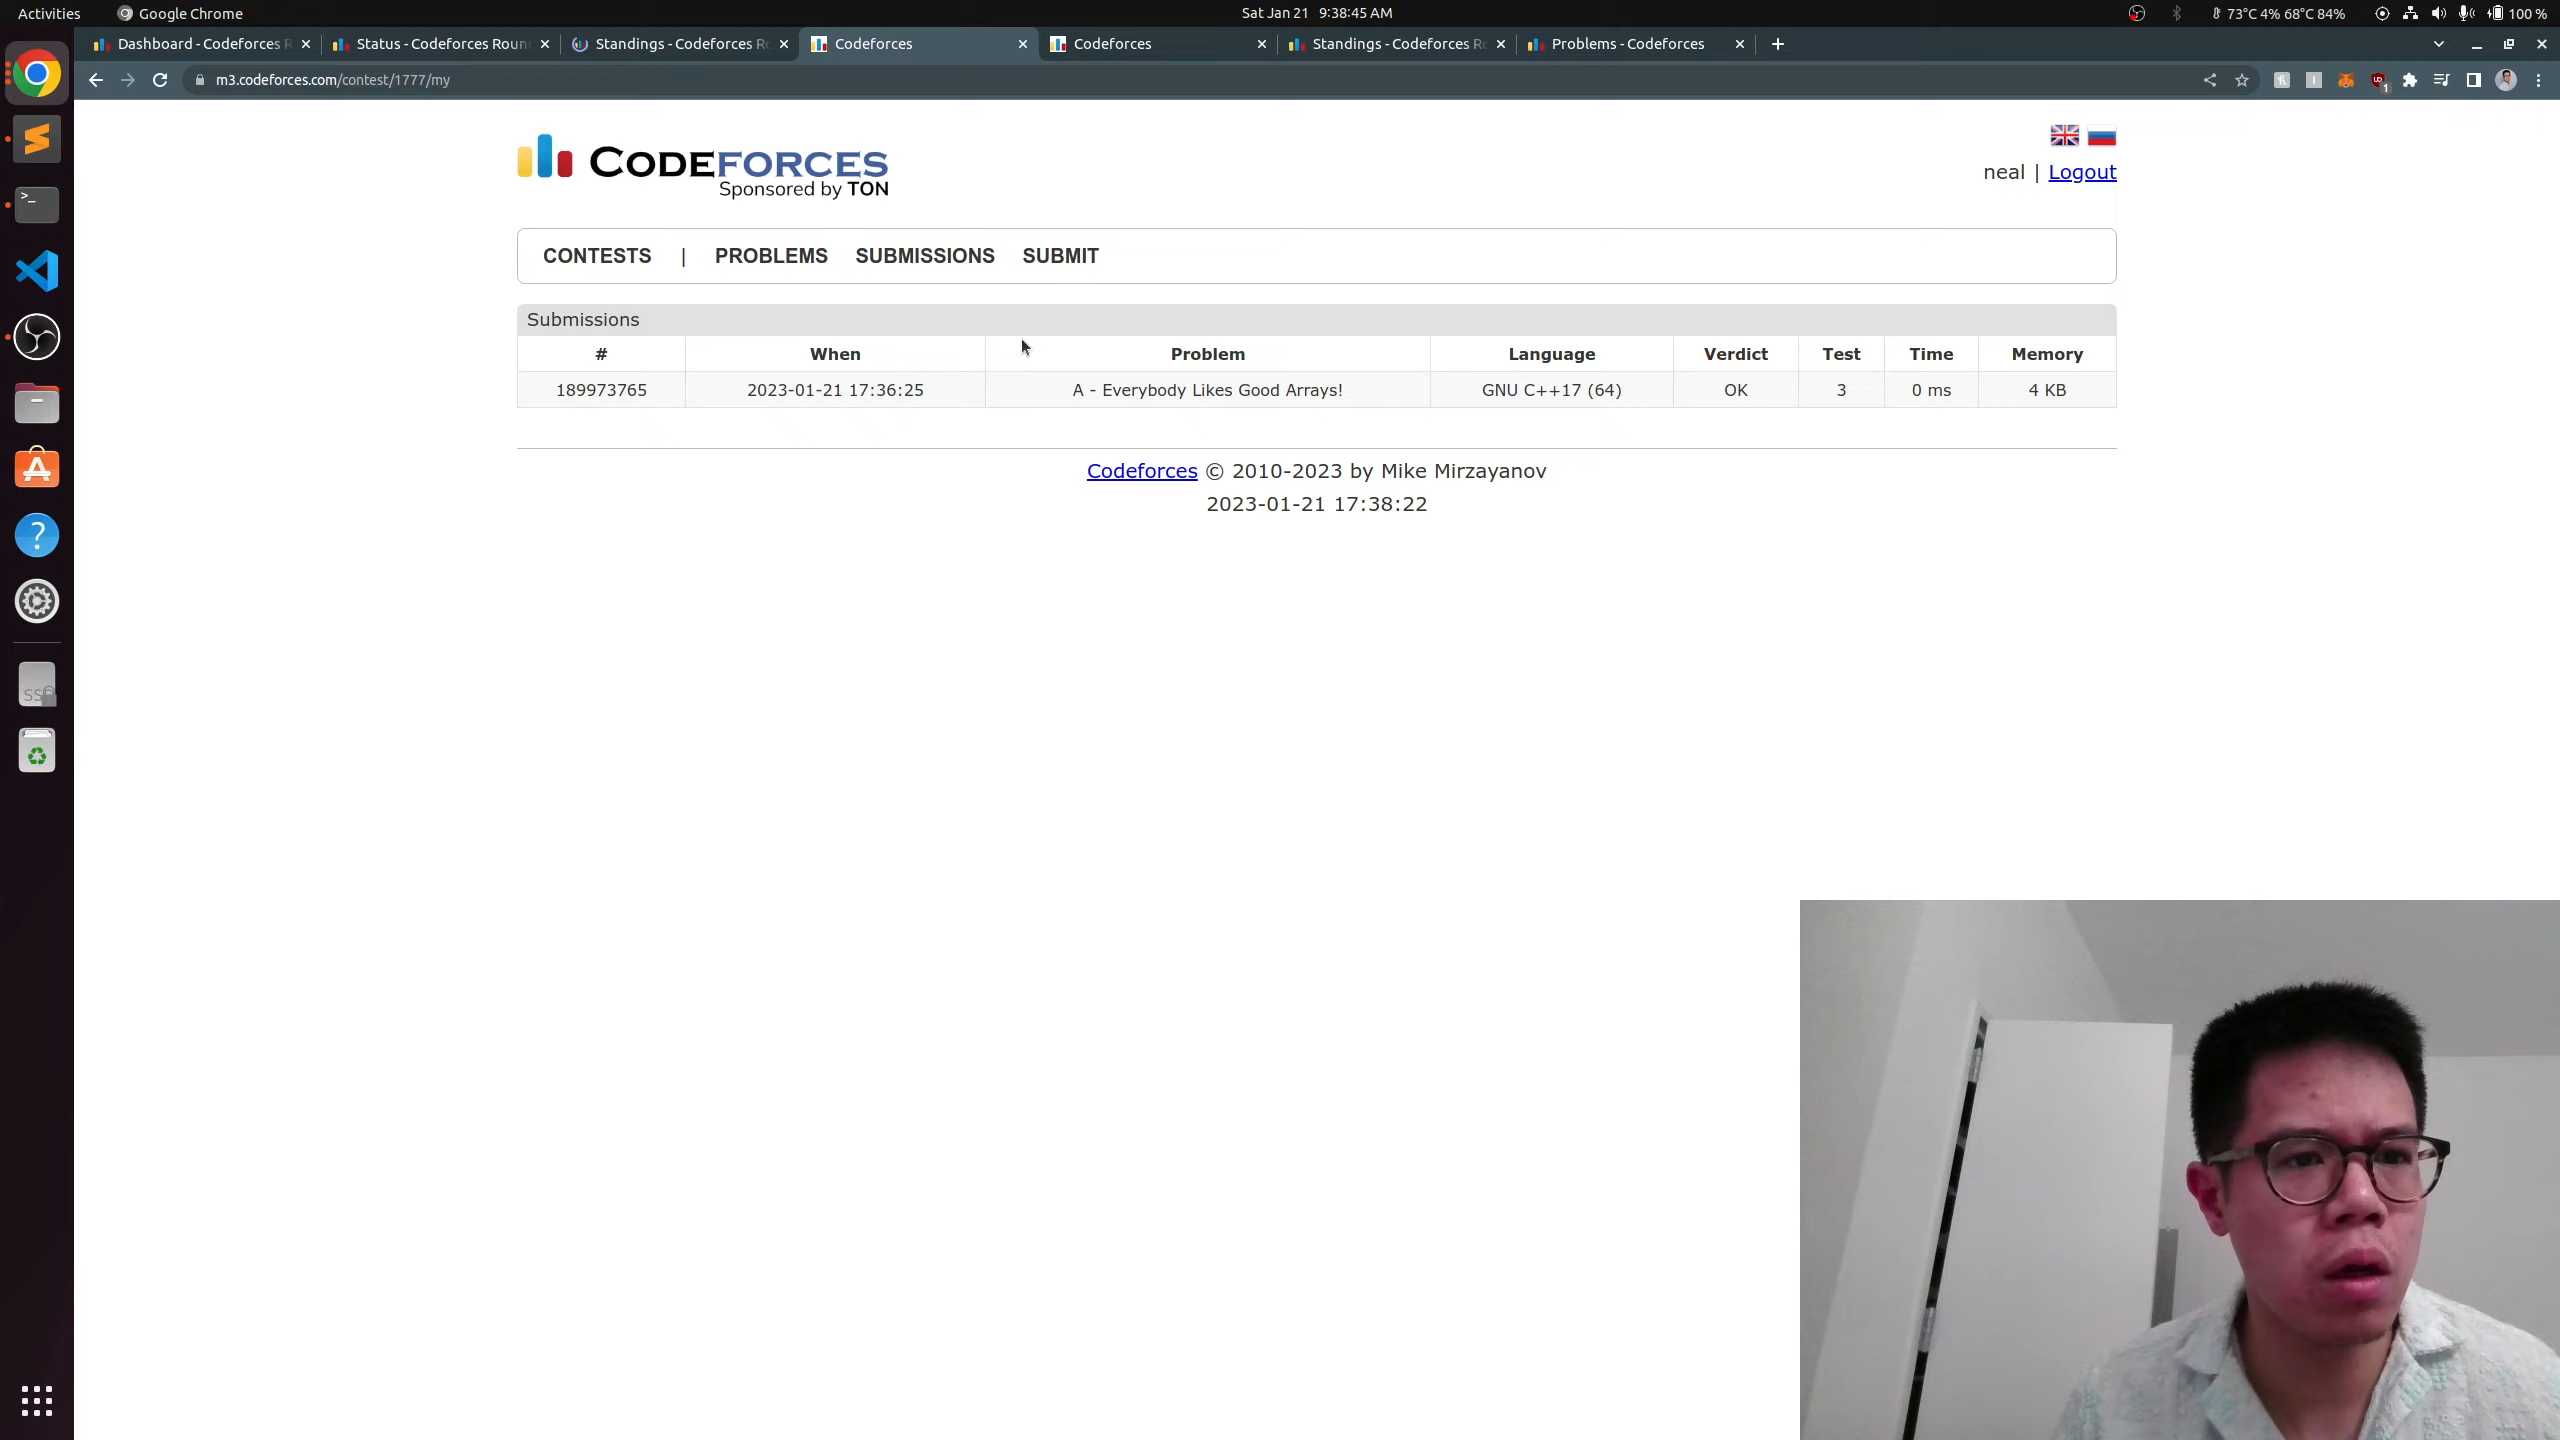 Activities Google Chrome Sat Jan 21 9:38:45 AM 73°C 4% 68°C 84% 100 %
Dashboard - Codeforces R Status - Codeforces Roun Standings - Codeforces Ro Codeforces Codeforces Standings - Codeforces Ro Problems - Codeforces
m3.codeforces.com/contest/1777/my
CODEFORCES
Sponsored by TON
neal | Logout
CONTESTS | PROBLEMS SUBMISSIONS SUBMIT
Submissions
# When Problem Language Verdict Test Time Memory
189973765 2023-01-21 17:36:25 A - Everybody Likes Good Arrays! GNU C++17 (64) OK 3 0 ms 4 KB
Codeforces © 2010-2023 by Mike Mirzayanov
2023-01-21 17:38:22